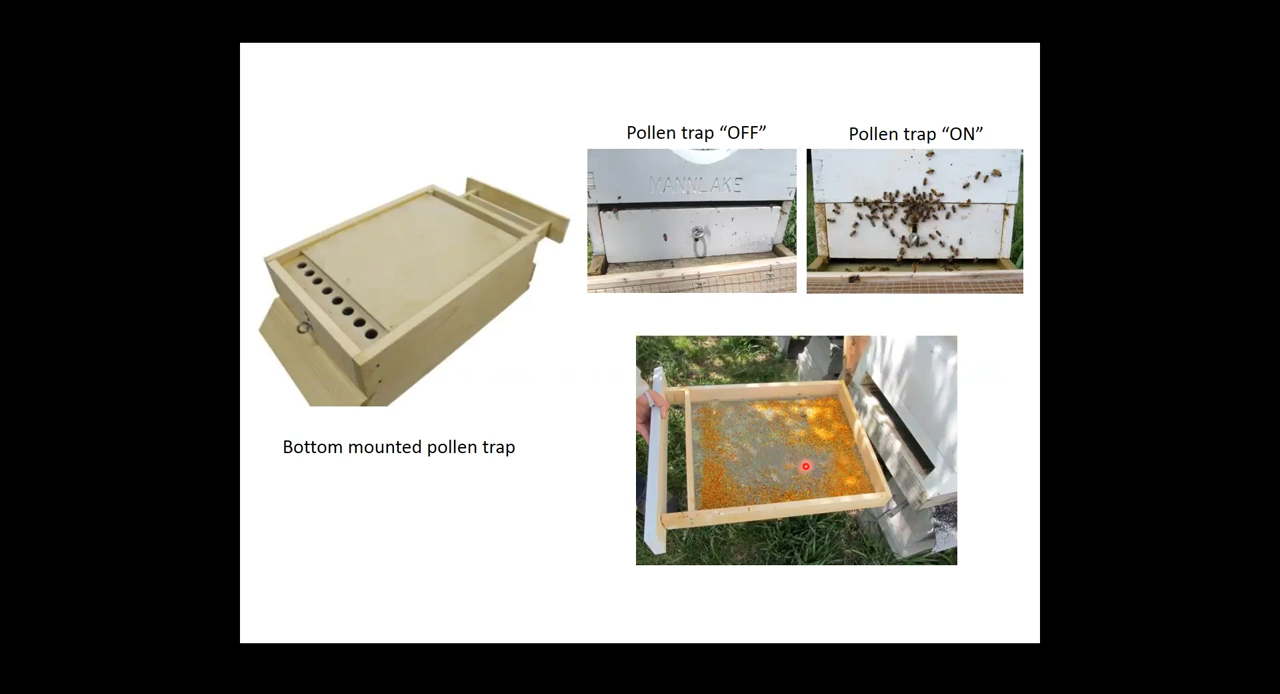 Pollen trap “OFF”
Pollen trap “ON”
MANNLAKE
Bottom mounted pollen trap